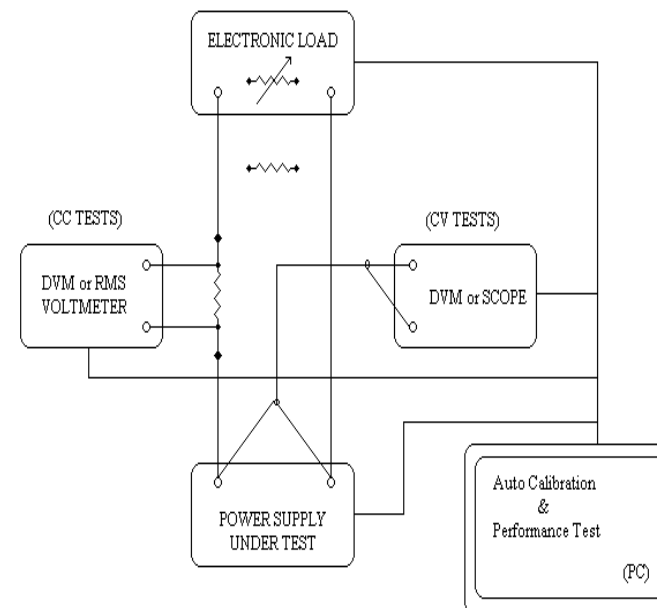 ELECTRONIC LOAD
(CC TESTS)
DVM or RMS
VOLTMETER
(CV TESTS)
DVM or SCOPE
POWER SUPPLY
UNDER TEST
Auto Calibration
&
Performance Test
(PC)